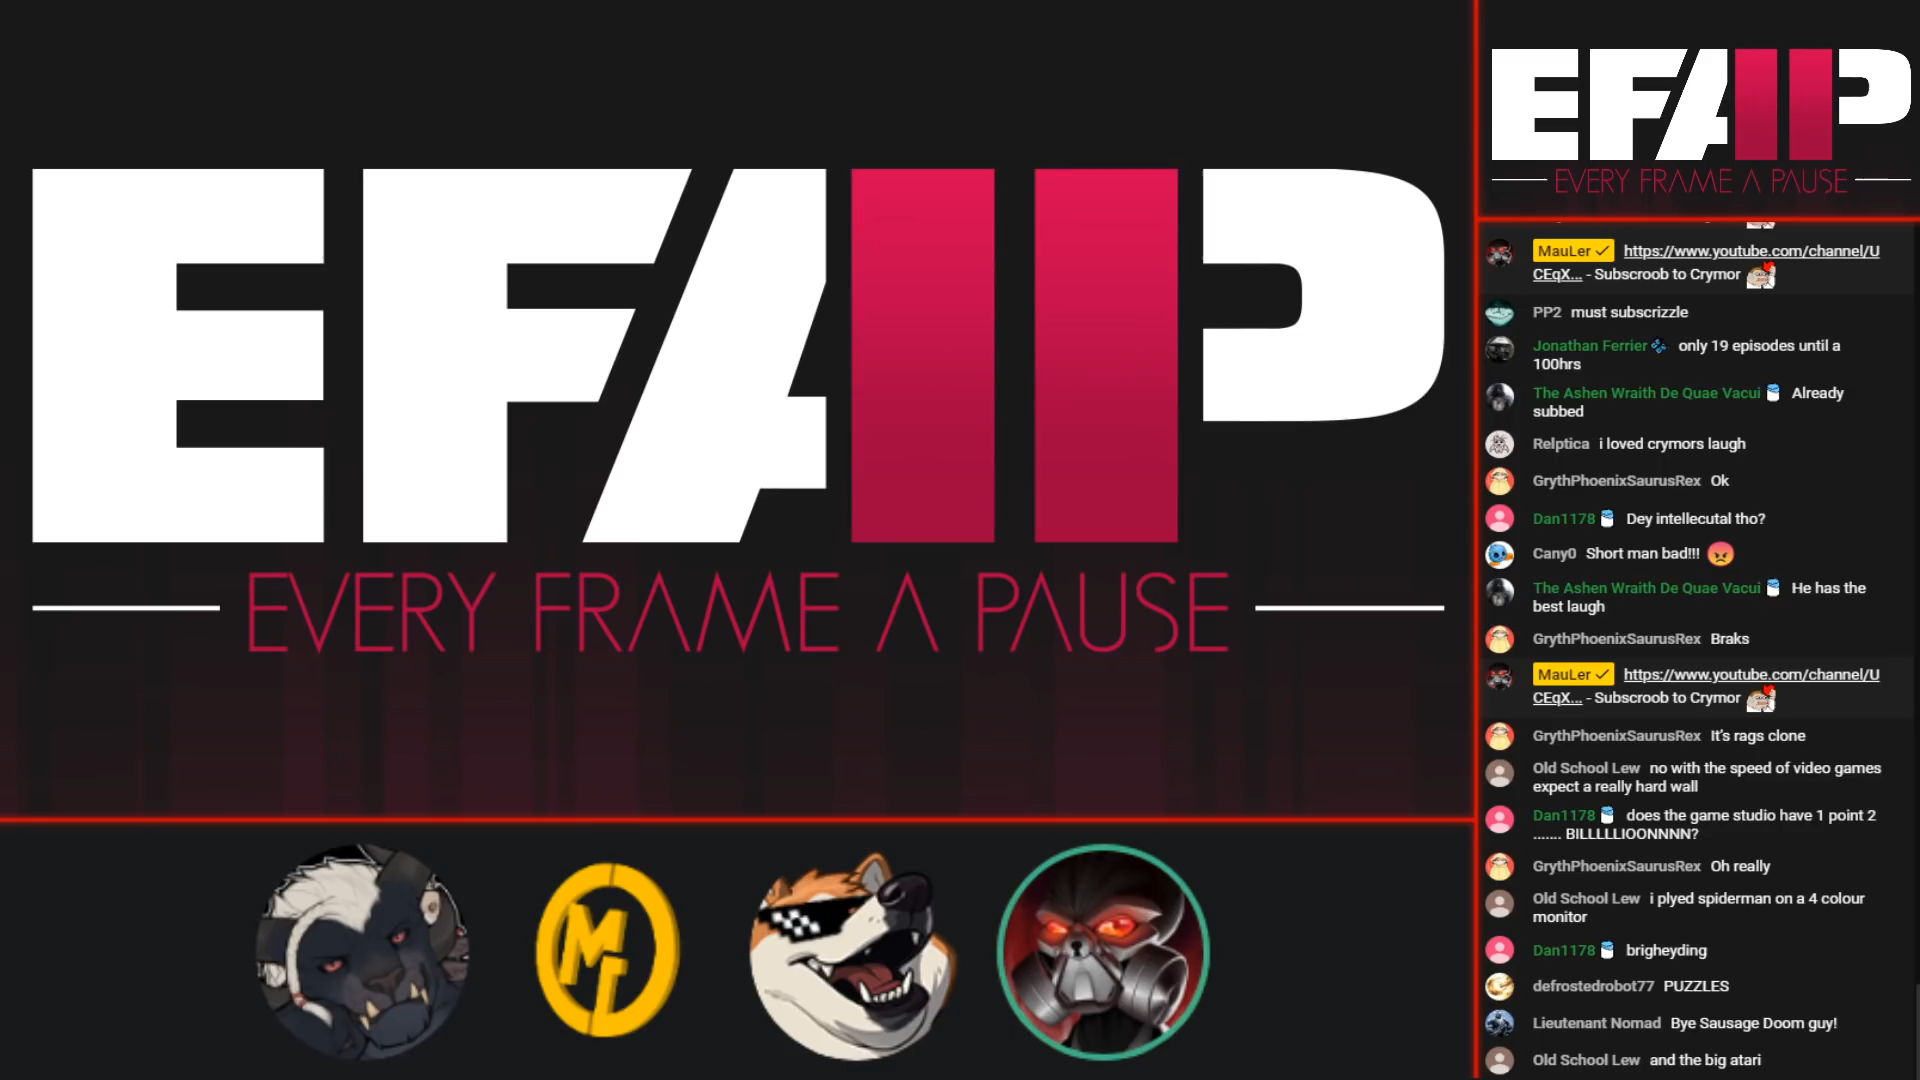 EFAP
EVERY FRAME A PAUSE
EFAP
EVERY FRAME A PAUSE
MauLer https://www.youtube.com/channel/U
CEqX... - Subscroob to Crymor
PP2 must subscrizzle
Jonathan Ferrier only 19 episodes until a
100hrs
The Ashen Wraith De Quae Vacui Already
subbed
Relptica i loved crymors laugh
GrythPhoenixSaurusRex Ok
Dan1178 Dey intellecutal tho?
Cany0 Short man bad!!!
The Ashen Wraith De Quae Vacui He has the
best laugh
GrythPhoenixSaurusRex Braks
MauLer https://www.youtube.com/channel/U
CEqX... - Subscroob to Crymor
GrythPhoenixSaurusRex It's rags clone
Old School Lew no with the speed of video games
expect a really hard wall
Dan1178 does the game studio have 1 point 2
....... BILLLLLIOONNNN?
GrythPhoenixSaurusRex Oh really
Old School Lew i plyed spiderman on a 4 colour
monitor
Dan1178 brigheyding
defrostedrobot77 PUZZLES
Lieutenant Nomad Bye Sausage Doom guy!
Old School Lew and the big atari